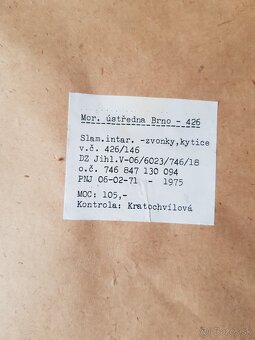 Mor. ústředna Brno - 426
Slam.intar. -zvonky,kytice
v.č. 426/146
DZ Jihl.V-06/6023/746/18
o.č. 746 847 130 094
PNJ 06-02-71 - 1975
MOC: 105,-
Kontrola: Kratochvílová